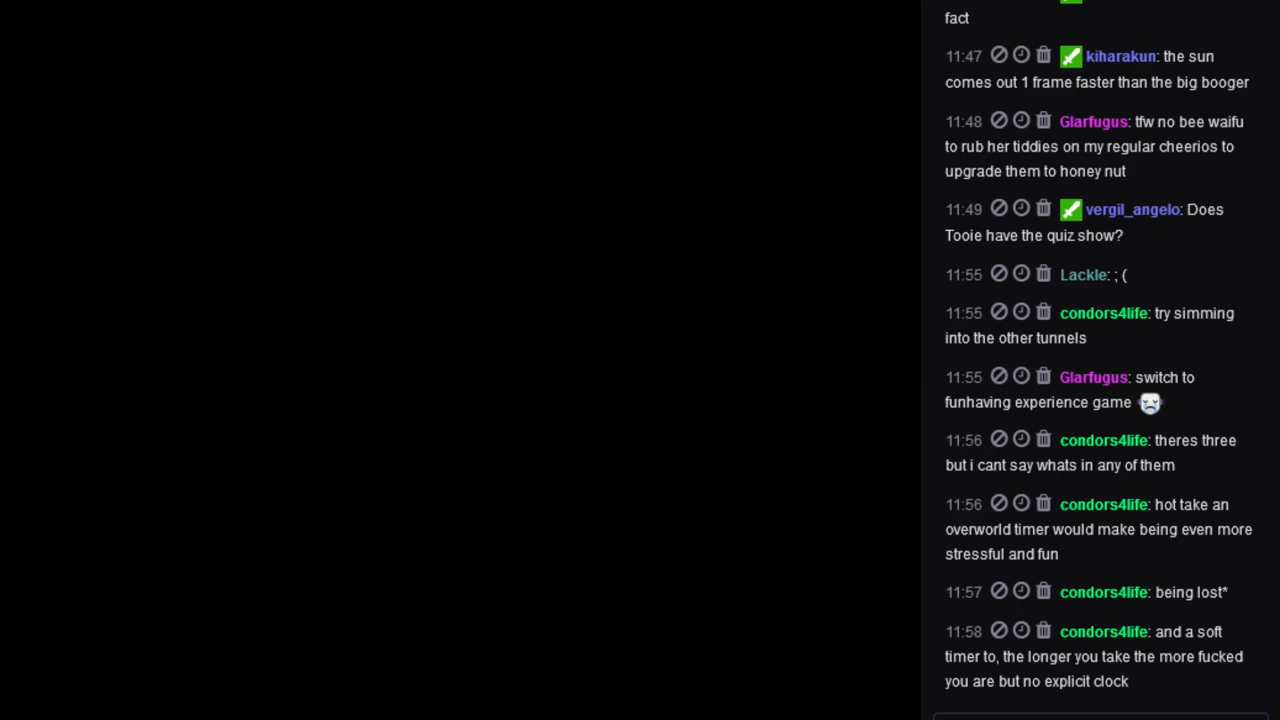 fact
11:47 kiharakun: the sun
comes out 1 frame faster than the big booger
11:48 Glarfugus: tfw no bee waifu
to rub her tiddies on my regular cheerios to
upgrade them to honey nut
11:49 vergil_angelo: Does
Tooie have the quiz show?
11:55 Lackle: ; (
11:55 condors4life: try simming
into the other tunnels
11:55 Glarfugus: switch to
funhaving experience game
11:56 condors4life: theres three
but i cant say whats in any of them
11:56 condors4life: hot take an
overworld timer would make being even more
stressful and fun
11:57 condors4life: being lost*
11:58 condors4life: and a soft
timer to, the longer you take the more fucked
you are but no explicit clock